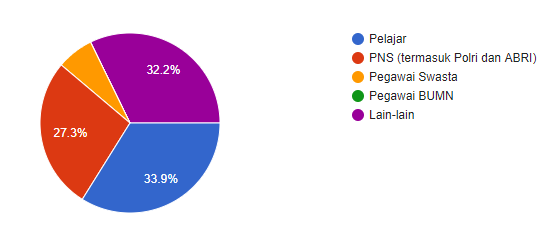 Pelajar
PNS (termasuk Polri dan ABRI)
Pegawai Swasta
Pegawai BUMN
Lain-lain
32.2%
27.3%
33.9%